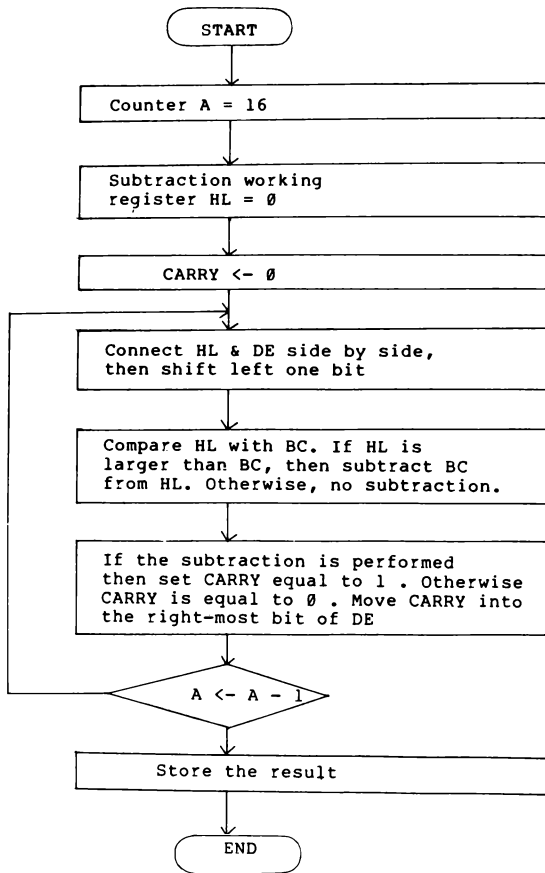 START
Counter A = 16
Subtraction working
register HL = 0
CARRY <- 0
Connect HL & DE side by side,
then shift left one bit
Compare HL with BC. If HL is
larger than BC, then subtract BC
from HL. Otherwise, no subtraction.
If the subtraction is performed
then set CARRY equal to 1 . Otherwise
CARRY is equal to 0 . Move CARRY into
the right-most bit of DE
A <- A - 1
Store the result
END